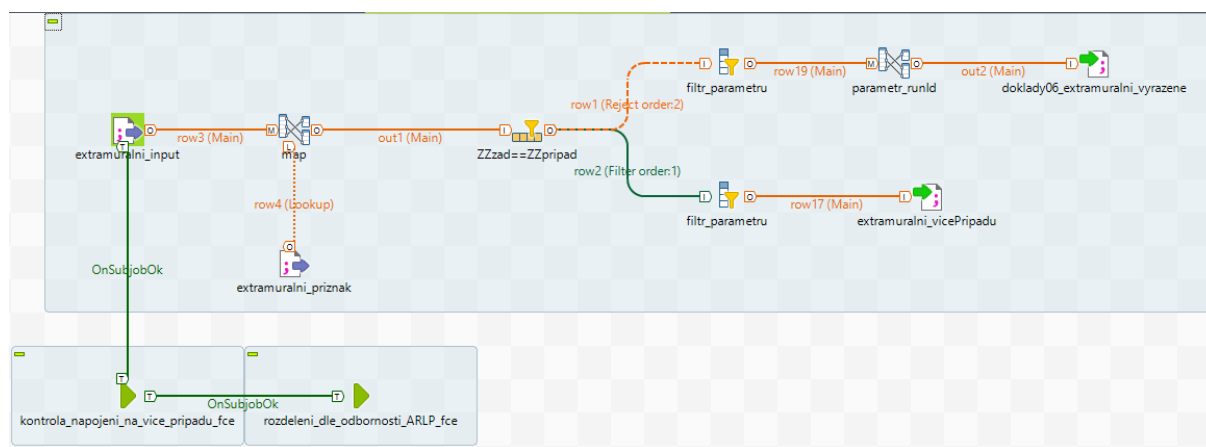 row19 (Main)
out2 (Main)
filtr_parametru
parametr_runId
doklady06_extramuralni_vyrazene
row1 (Reject order:2)
row3 (Main)
out1 (Main)
extramuralni_input
map
ZZzad==ZZpripad
row2 (Filter order:1)
row4 (Lookup)
row17 (Main)
filtr_parametru
extramuralni_vicePripadu
OnSubjobOk
extramuralni_priznak
OnSubjobOk
kontrola_napojeni_na_vice_pripadu_fce
rozdeleni_dle_odbornosti_ARLP_fce